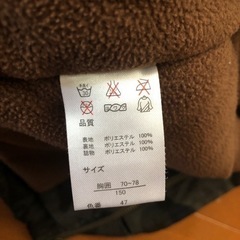 品質
表地 ポリエステル 100%
裏地 ポリエステル 100%
詰物 ポリエステル 100%
サイズ
胸囲 70~78
150
色番 47